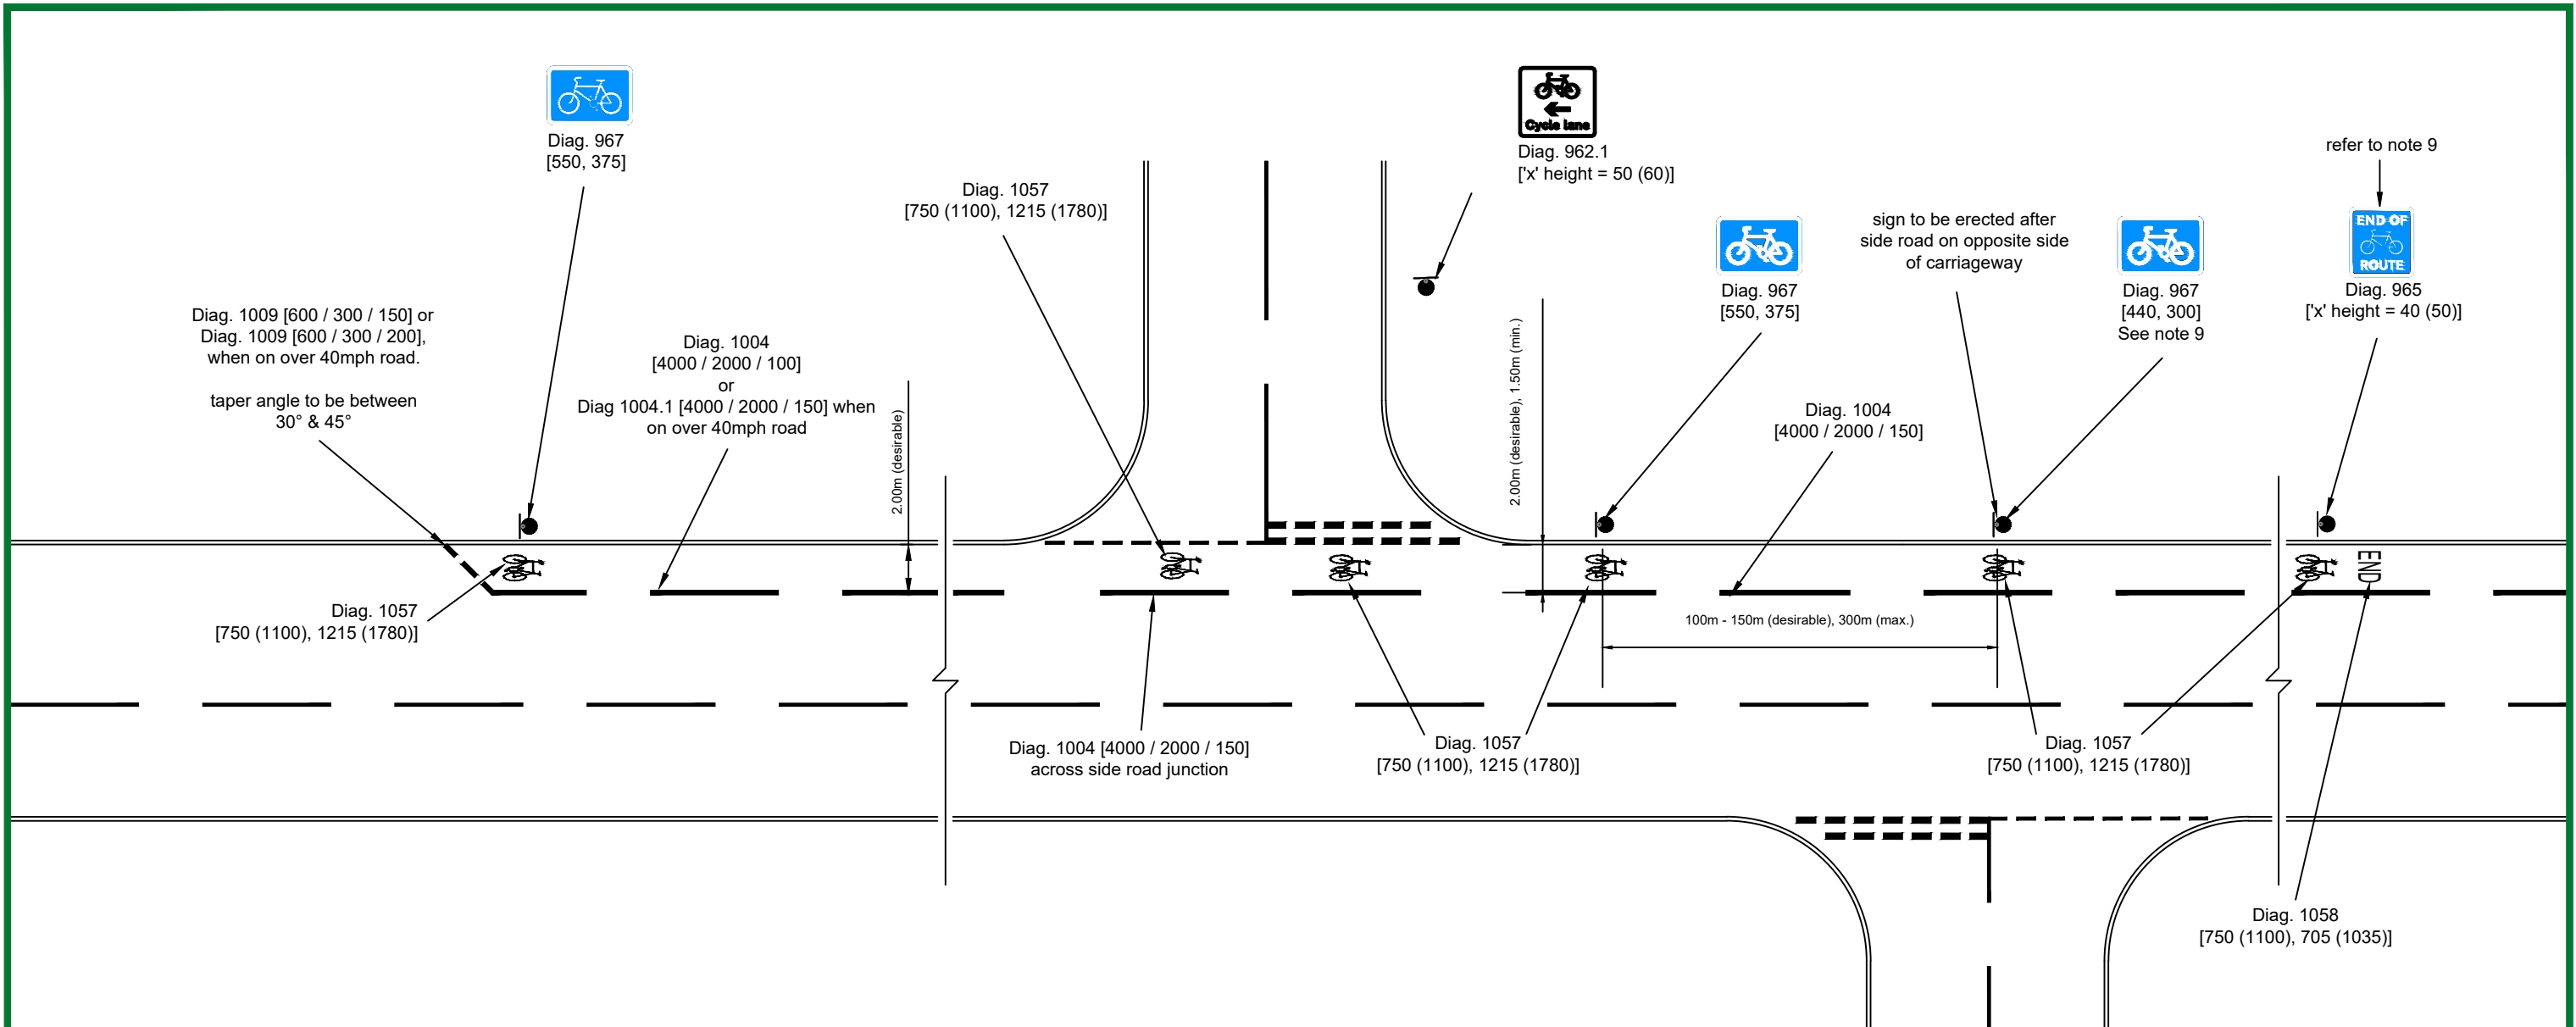 Diag. 967
[550, 375]
Cycle lane
Diag. 962.1
['x' height = 50 (60)]
refer to note 9
Diag. 1057
[750 (1100), 1215 (1780)]
sign to be erected after
side road on opposite side
of carriageway
END OF
ROUTE
Diag. 967
[550, 375]
Diag. 967
[440, 300]
See note 9
Diag. 965
['x' height = 40 (50)]
Diag. 1009 [600 / 300 / 150] or
Diag. 1009 [600 / 300 / 200],
when on over 40mph road.
taper angle to be between
30° & 45°
Diag. 1004
[4000 / 2000 / 100]
or
Diag 1004.1 [4000 / 2000 / 150] when
on over 40mph road
2.00m (desirable)
2.00m (desirable), 1.50m (min.)
Diag. 1004
[4000 / 2000 / 150]
END
Diag. 1057
[750 (1100), 1215 (1780)]
100m - 150m (desirable), 300m (max.)
Diag. 1004 [4000 / 2000 / 150]
across side road junction
Diag. 1057
[750 (1100), 1215 (1780)]
Diag. 1057
[750 (1100), 1215 (1780)]
Diag. 1058
[750 (1100), 705 (1035)]